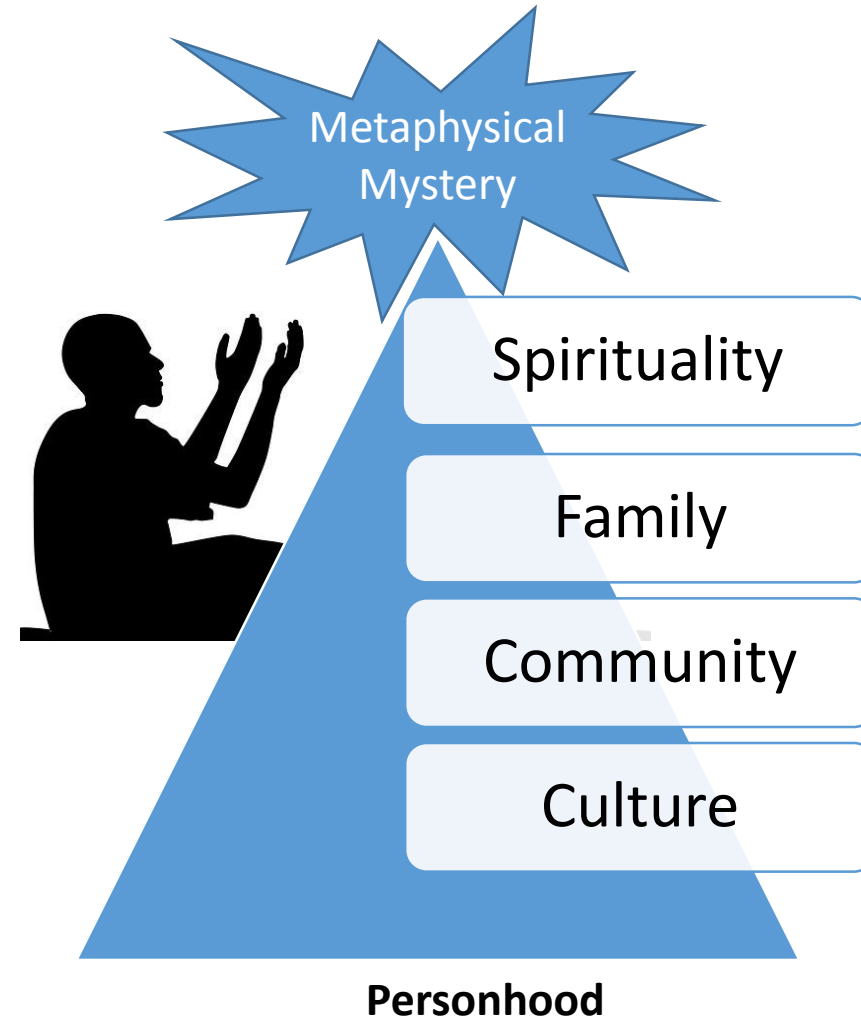 Metaphysical
Mystery
Spirituality
Family
Community
Culture
Personhood